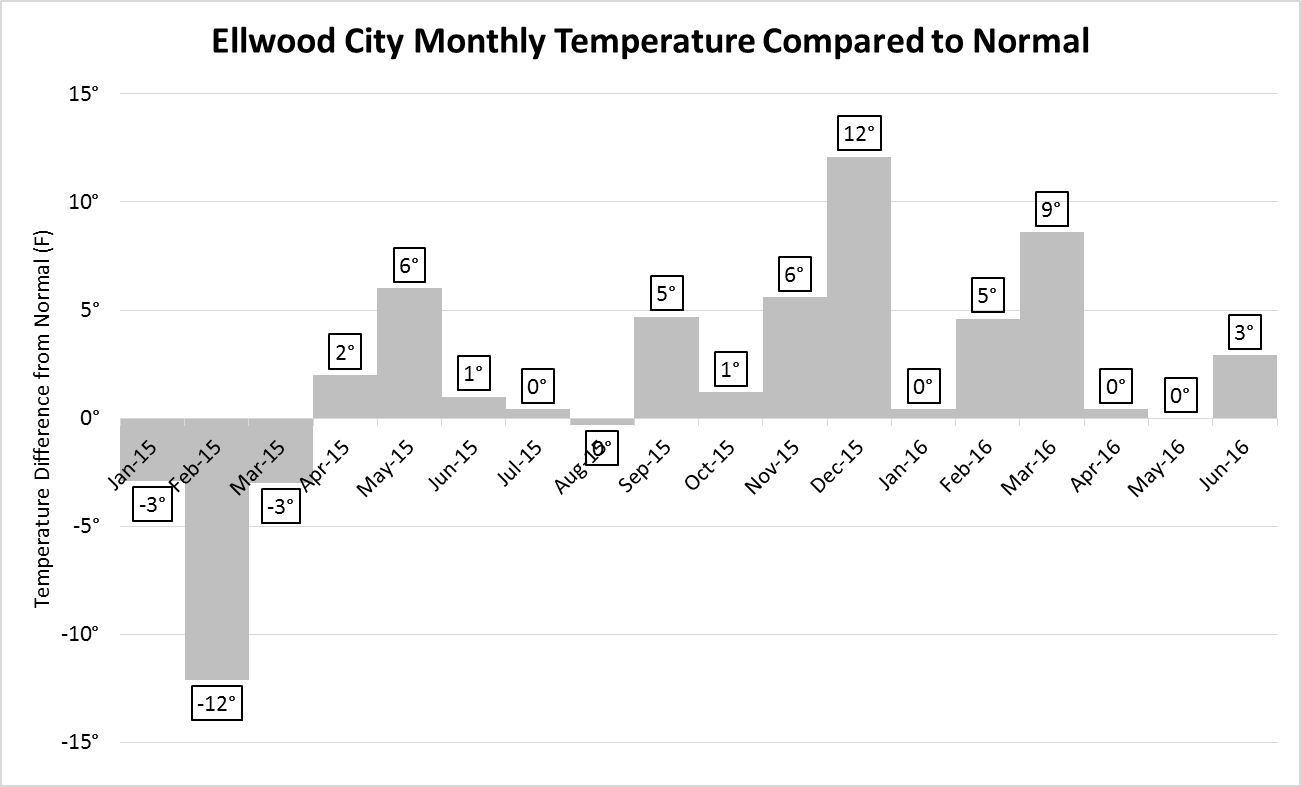 Ellwood City Monthly Temperature Compared to Normal
Temperature Difference from Normal (F)
15°
10°
5°
0°
-5°
-10°
-15°
-3°
-12°
-3°
2°
6°
1°
0°
0°
5°
1°
6°
12°
0°
5°
9°
0°
0°
3°
Jan-15
Feb-15
Mar-15
Apr-15
May-15
Jun-15
Jul-15
Aug-15
Sep-15
Oct-15
Nov-15
Dec-15
Jan-16
Feb-16
Mar-16
Apr-16
May-16
Jun-16